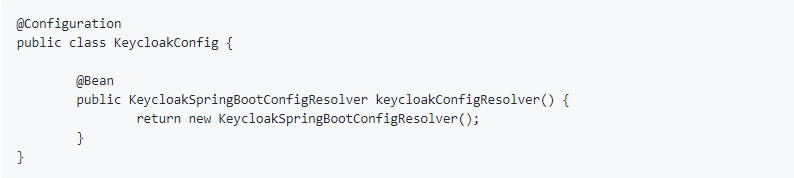 @Configuration
public class KeycloakConfig {
@Bean
public KeycloakSpringBootConfigResolver keycloakConfigResolver() {
return new KeycloakSpringBootConfigResolver();
}
}